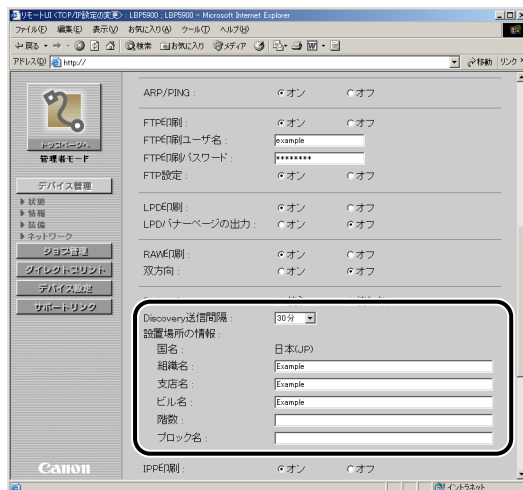 リモートUI <TCP/IP設定の変更> : LBP5900 ; LBP5900 - Microsoft Internet Explorer
ファイル(F) 編集(E) 表示(V) お気に入り(A) ツール(T) ヘルプ(H)
戻る 検索 お気に入り メディア
アドレス(D) http:// 移動 リンク
トップページへ
管理者モード
デバイス管理
状態
情報
装備
ネットワーク
ジョブ管理
ダイレクトプリント
デバイス設定
サポートリンク
Canon
ARP/PING : オン オフ
FTP印刷 : オン オフ
FTP印刷ユーザ名 : example
FTP印刷パスワード : ********
FTP設定 : オン オフ
LPD印刷 : オン オフ
LPDバナーページの出力 : オン オフ
RAW印刷 : オン オフ
双方向 : オン オフ
Discovery送信間隔 : 30分
設置場所の情報 :
国名 : 日本(JP)
組織名 : Example
支店名 : Example
ビル名 : Example
階数 :
ブロック名 :
IPP印刷 : オン オフ
イントラネット